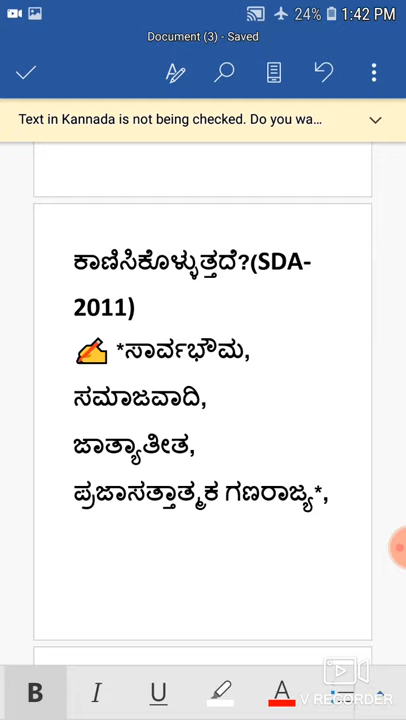 24% 1:42 PM
Document (3) - Saved
Text in Kannada is not being checked. Do you wa...
ಕಾಣಿಸಿಕೊಳ್ಳುತ್ತದೆ?(SDA-
2011)
*ಸಾರ್ವಭೌಮ,
ಸಮಾಜವಾದಿ,
ಜಾತ್ಯಾತೀತ,
ಪ್ರಜಾಸತ್ತಾತ್ಮಕ ಗಣರಾಜ್ಯ*,
B I U A
V RECORDER